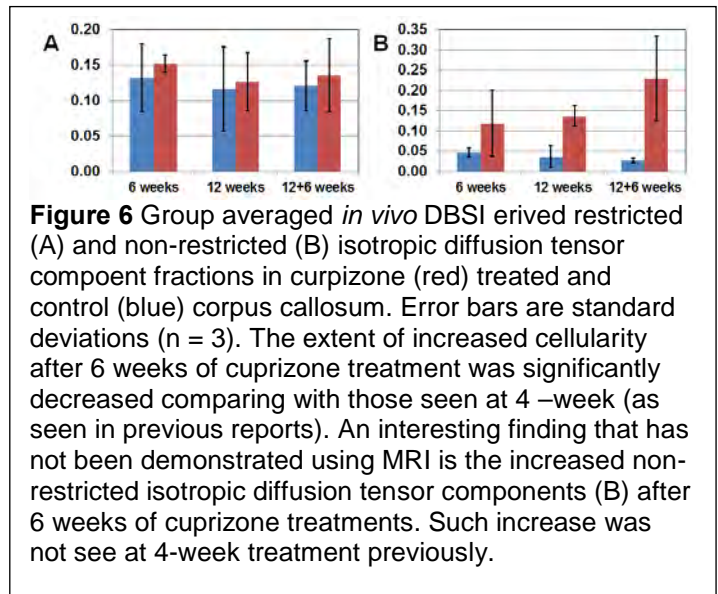 A
0.20
0.15
0.10
0.05
0.00
6 weeks 12 weeks 12+6 weeks
B
0.35
0.30
0.25
0.20
0.15
0.10
0.05
0.00
6 weeks 12 weeks 12+6 weeks
Figure 6 Group averaged in vivo DBSI erived restricted
(A) and non-restricted (B) isotropic diffusion tensor
compoent fractions in curpizone (red) treated and
control (blue) corpus callosum. Error bars are standard
deviations (n = 3). The extent of increased cellularity
after 6 weeks of cuprizone treatment was significantly
decreased comparing with those seen at 4 –week (as
seen in previous reports). An interesting finding that has
not been demonstrated using MRI is the increased non-
restricted isotropic diffusion tensor components (B) after
6 weeks of cuprizone treatments. Such increase was
not see at 4-week treatment previously.